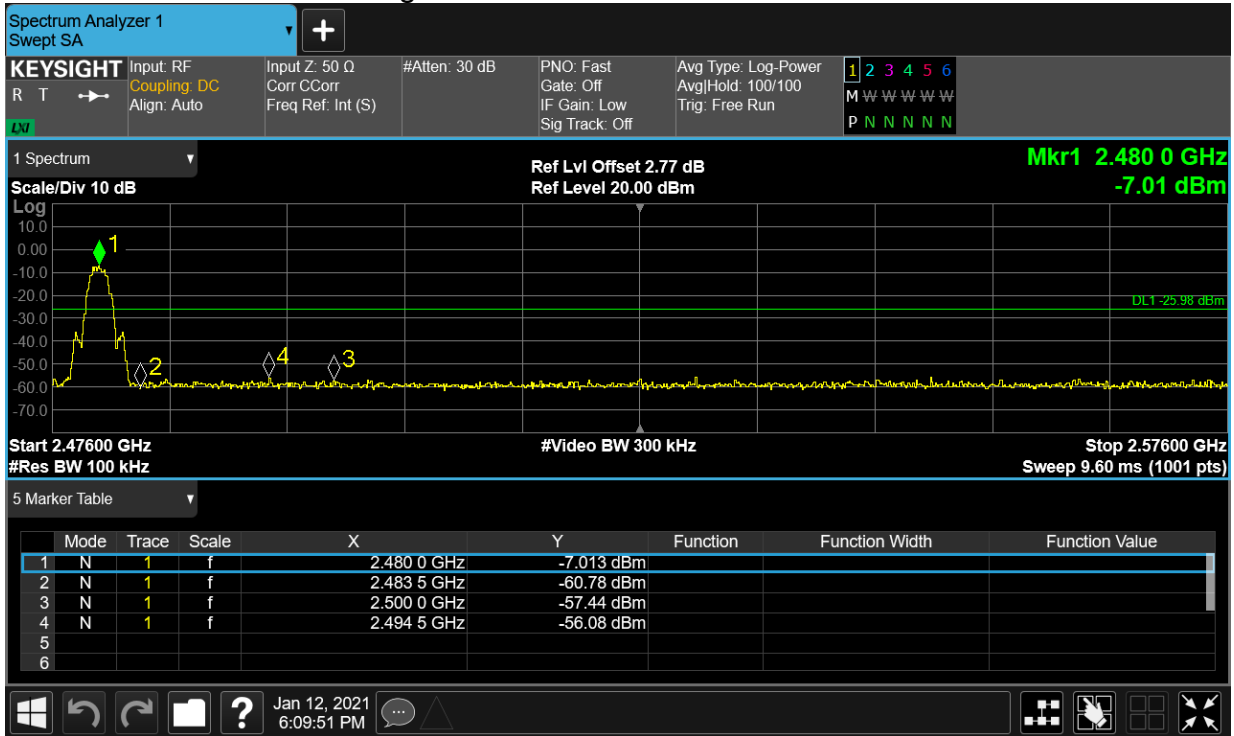 Spectrum Analyzer 1
Swept SA
+
KEYSIGHT
R T
LXI
Input: RF
Coupling: DC
Align: Auto
Input Z: 50 Ω
Corr CCorr
Freq Ref: Int (S)
#Atten: 30 dB
PNO: Fast
Gate: Off
IF Gain: Low
Sig Track: Off
Avg Type: Log-Power
Avg|Hold: 100/100
Trig: Free Run
1 2 3 4 5 6
M W W W W W
P N N N N N
1 Spectrum
Scale/Div 10 dB
Ref Lvl Offset 2.77 dB
Ref Level 20.00 dBm
Mkr1 2.480 0 GHz
-7.01 dBm
Log
10.0
0.00
-10.0
-20.0
-30.0
-40.0
-50.0
-60.0
-70.0
1
2
4
3
DL1 -25.98 dBm
Start 2.47600 GHz
#Res BW 100 kHz
#Video BW 300 kHz
Stop 2.57600 GHz
Sweep 9.60 ms (1001 pts)
5 Marker Table
Mode Trace Scale X Y Function Function Width Function Value
1 N 1 f 2.480 0 GHz -7.013 dBm
2 N 1 f 2.483 5 GHz -60.78 dBm
3 N 1 f 2.500 0 GHz -57.44 dBm
4 N 1 f 2.494 5 GHz -56.08 dBm
5
6
?
Jan 12, 2021
6:09:51 PM